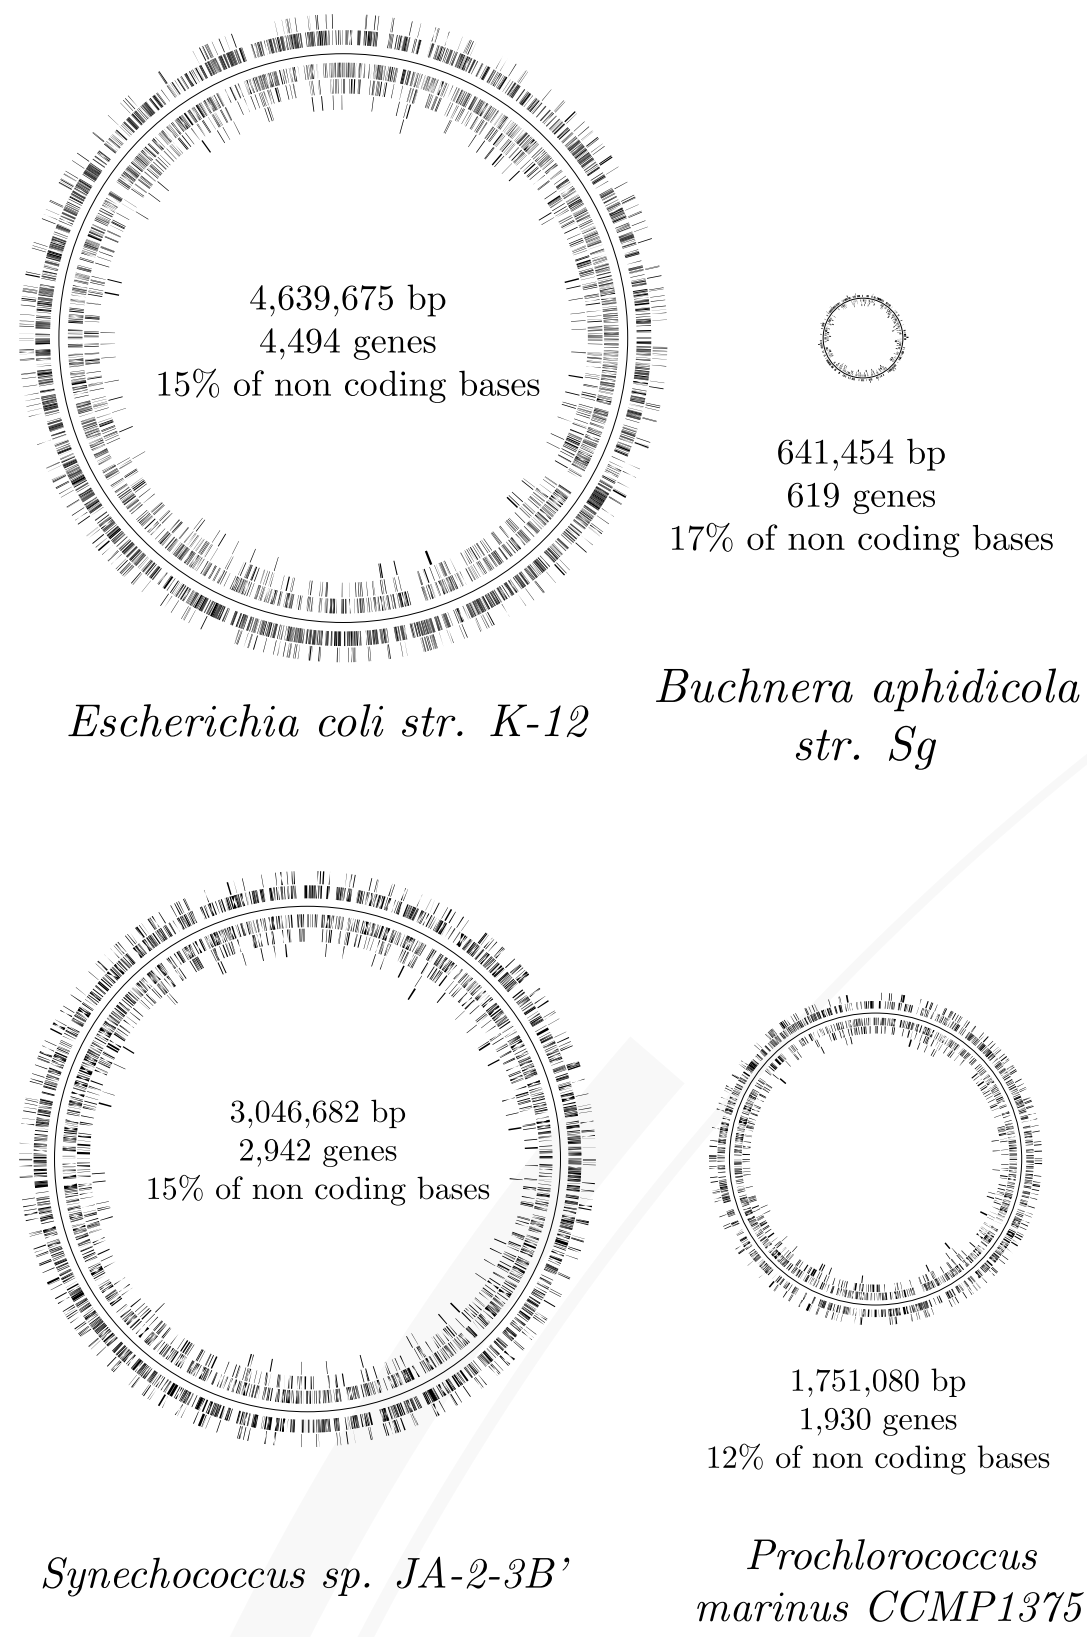 4,639,675 bp
4,494 genes
15% of non coding bases
Escherichia coli str. K-12
641,454 bp
619 genes
17% of non coding bases
Buchnera aphidicola
str. Sg
3,046,682 bp
2,942 genes
15% of non coding bases
Synechococcus sp. JA-2-3B’
1,751,080 bp
1,930 genes
12% of non coding bases
Prochlorococcus
marinus CCMP1375